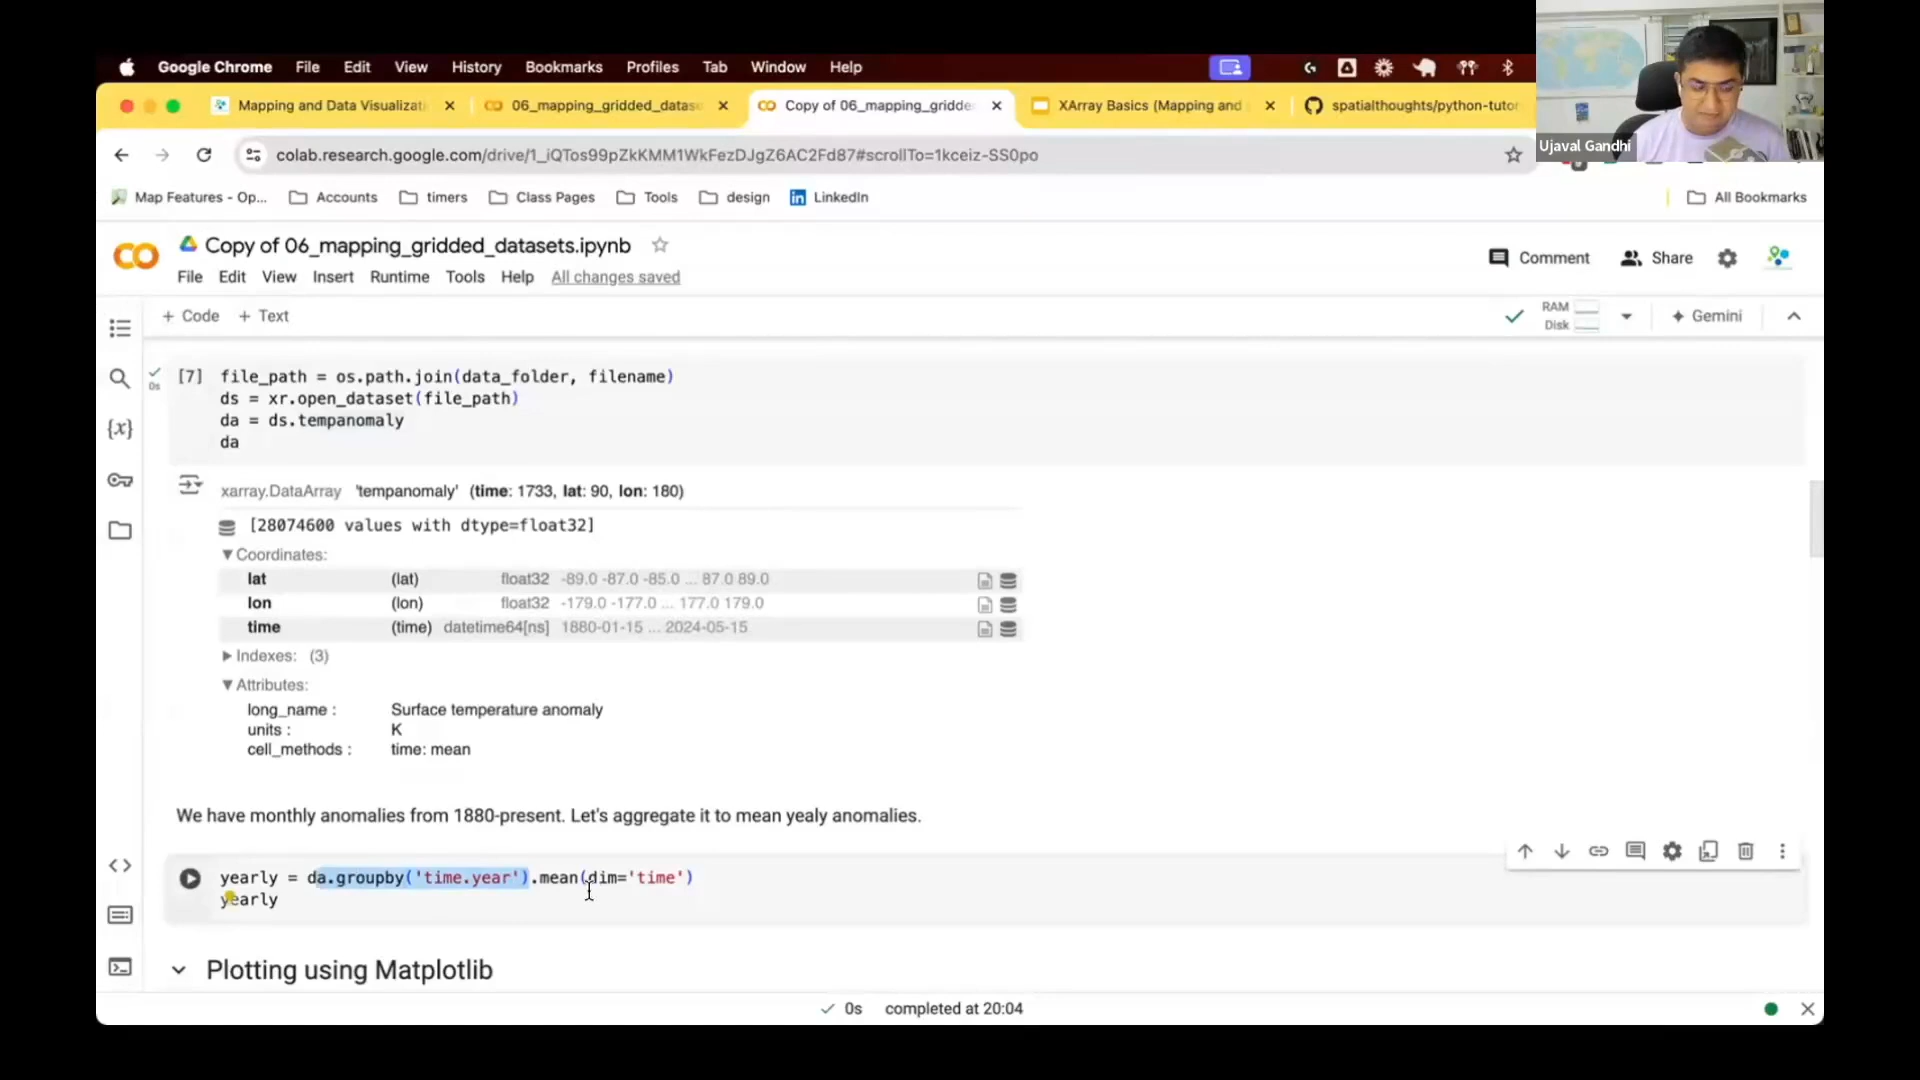 Google Chrome File Edit View History Bookmarks Profiles Tab Window Help
Mapping and Data Visualizati
06_mapping_gridded_datase
Copy of 06_mapping_gridde
XArray Basics (Mapping and
spatialthoughts/python-tutor
Ujaval Gandhi
colab.research.google.com/drive/1_iQTos99pZkKMM1WkFezDJgZ6AC2Fd87#scrollTo=1kceiz-SS0po
Map Features - Op... Accounts timers Class Pages Tools design LinkedIn All Bookmarks
Copy of 06_mapping_gridded_datasets.ipynb
Comment Share
File Edit View Insert Runtime Tools Help All changes saved
+ Code + Text
RAM
Disk
Gemini
[7] file_path = os.path.join(data_folder, filename)
0s
ds = xr.open_dataset(file_path)
da = ds.tempanomaly
da
xarray.DataArray 'tempanomaly' (time: 1733, lat: 90, lon: 180)
[28074600 values with dtype=float32]
▼Coordinates:
lat (lat) float32 -89.0 -87.0 -85.0 ... 87.0 89.0
lon (lon) float32 -179.0 -177.0 ... 177.0 179.0
time (time) datetime64[ns] 1880-01-15 ... 2024-05-15
►Indexes: (3)
▼Attributes:
long_name : Surface temperature anomaly
units : K
cell_methods : time: mean
We have monthly anomalies from 1880-present. Let's aggregate it to mean yealy anomalies.
yearly = da.groupby('time.year').mean(dim='time')
yearly
Plotting using Matplotlib
0s completed at 20:04